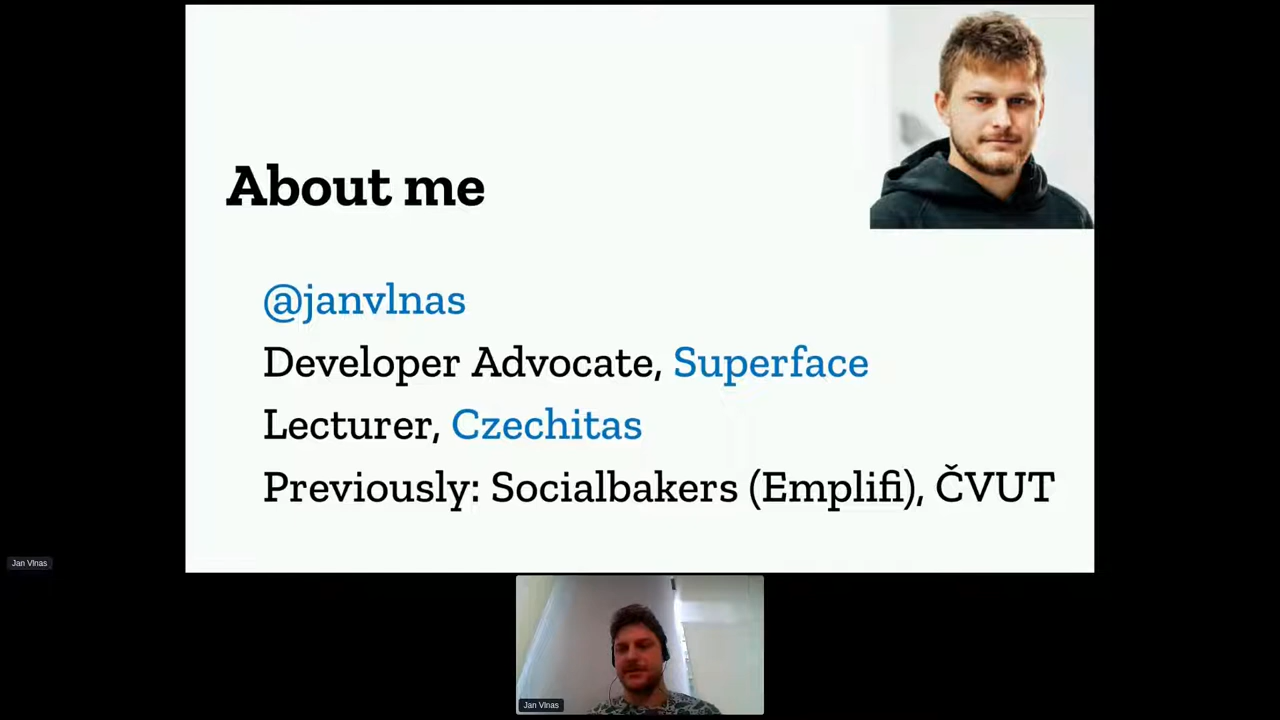 About me
@janvlnas
Developer Advocate, Superface
Lecturer, Czechitas
Previously: Socialbakers (Emplifi), ČVUT
Jan Vlnas
Jan Vlnas